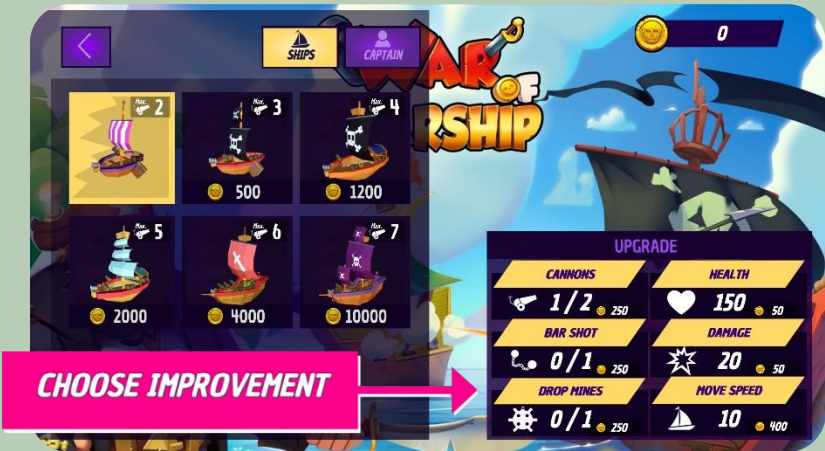 SHIPS
CAPTAIN
0
WAR
OF
RSHIP
Max. 2
Max. 3
500
Max. 4
1200
Max. 5
2000
Max. 6
4000
Max. 7
10000
UPGRADE
CANNONS
1/2 250
HEALTH
150 50
BAR SHOT
0/1 250
DAMAGE
20 50
DROP MINES
0/1 250
MOVE SPEED
10 400
CHOOSE IMPROVEMENT